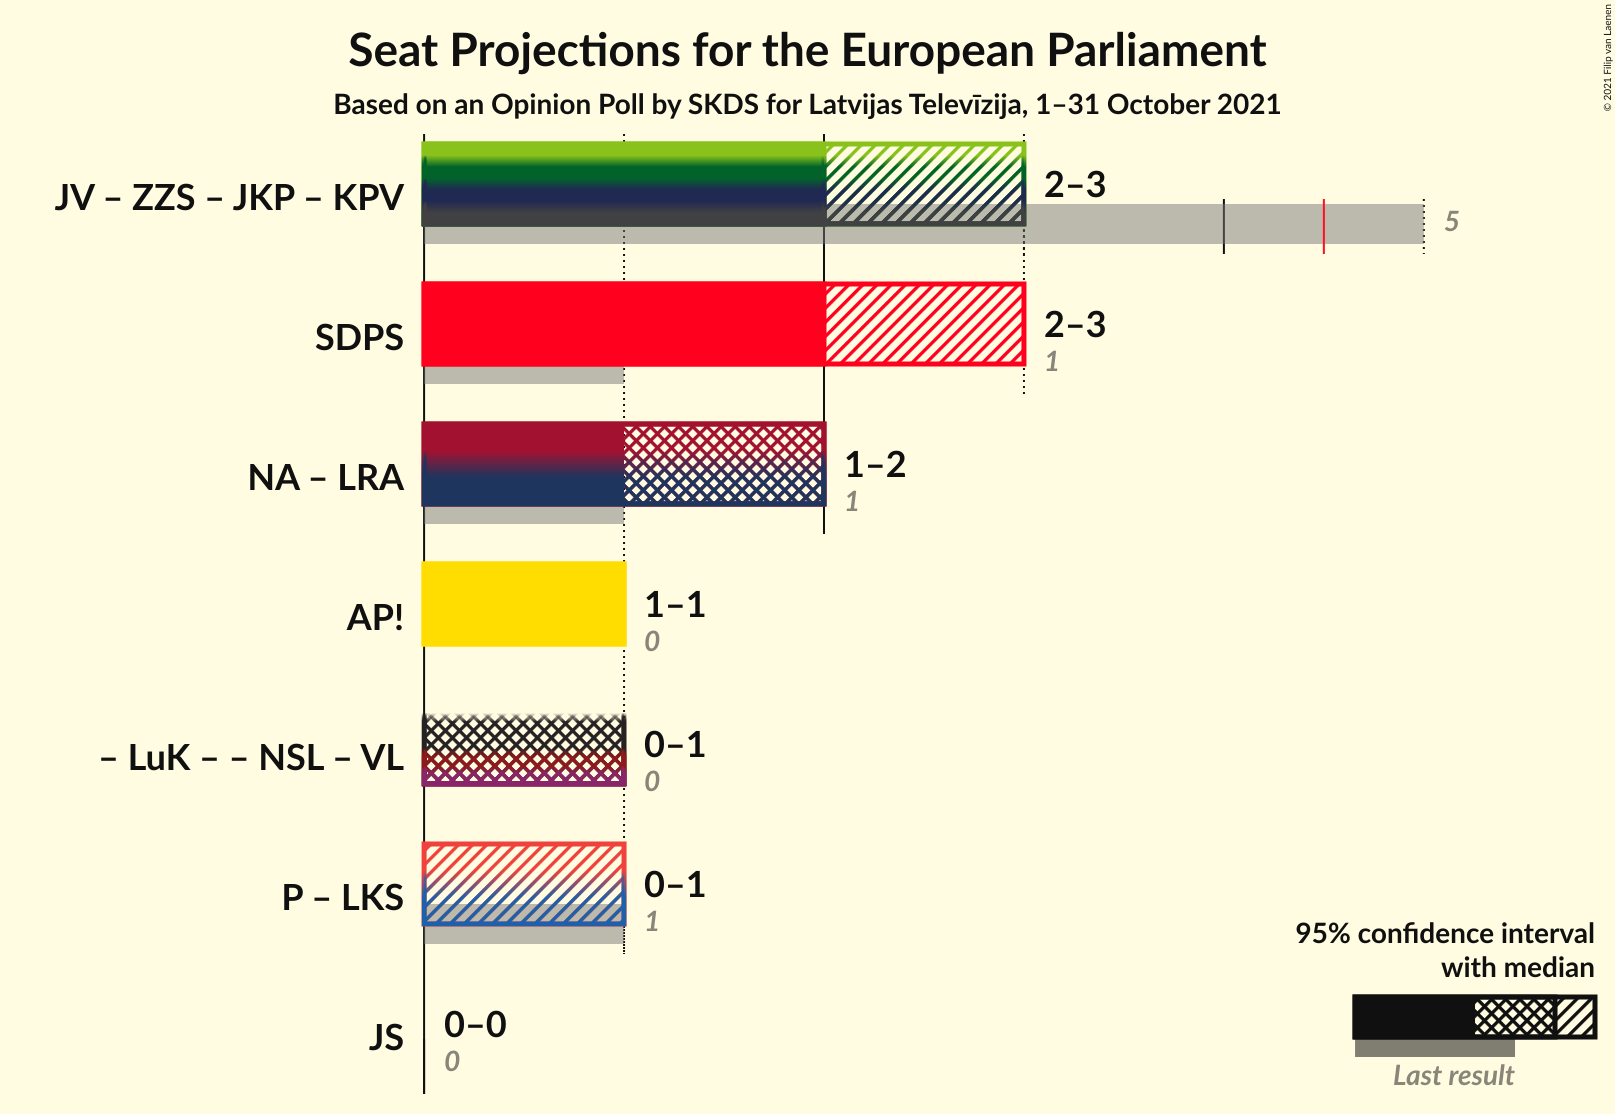 Seat Projections for the European Parliament
Based on an Opinion Poll by SKDS for Latvijas Televīzija, 1–31 October 2021
© 2021 Filip van Laenen
JV – ZZS – JKP – KPV
2–3
5
SDPS
2–3
1
NA – LRA
1–2
1
AP!
1–1
0
– LuK – – NSL – VL
0–1
0
P – LKS
0–1
1
JS
0–0
0
95% confidence interval
with median
Last result